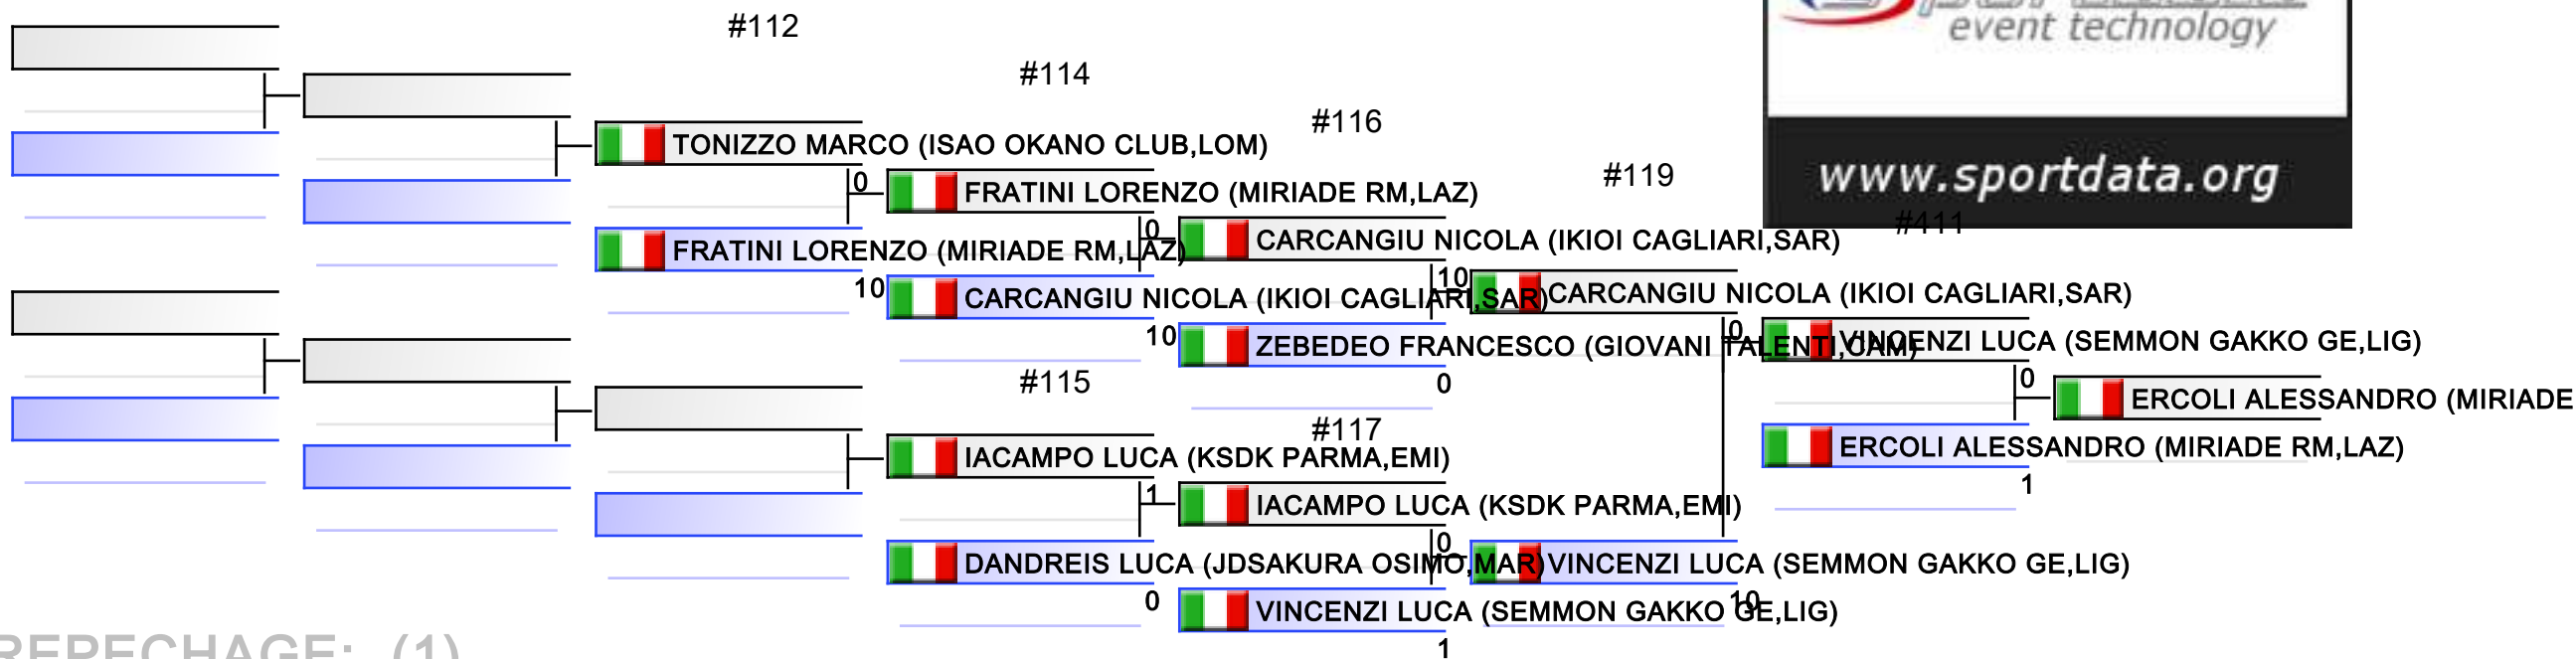 #112
event technology
#114
#116
TONIZZO MARCO (ISAO OKANO CLUB,LOM)
#119
www.sportdata.org
0
FRATINI LORENZO (MIRIADE RM,LAZ)
#411
0
CARCANGIU NICOLA (IKIOI CAGLIARI,SAR)
FRATINI LORENZO (MIRIADE RM,LAZ)
10
10
CARCANGIU NICOLA (IKIOI CAGLIARI,SAR)
CARCANGIU NICOLA (IKIOI CAGLIARI,SAR)
10
ZEBEDEO FRANCESCO (GIOVANI TALENTI,CAM)
0
VINCENZI LUCA (SEMMON GAKKO GE,LIG)
#115
0
0
ERCOLI ALESSANDRO (MIRIADE
#117
IACAMPO LUCA (KSDK PARMA,EMI)
ERCOLI ALESSANDRO (MIRIADE RM,LAZ)
1
1
IACAMPO LUCA (KSDK PARMA,EMI)
0
DANDREIS LUCA (JDSAKURA OSIMO,MAR)
VINCENZI LUCA (SEMMON GAKKO GE,LIG)
0
10
VINCENZI LUCA (SEMMON GAKKO GE,LIG)
1
REPECHAGE: (1)